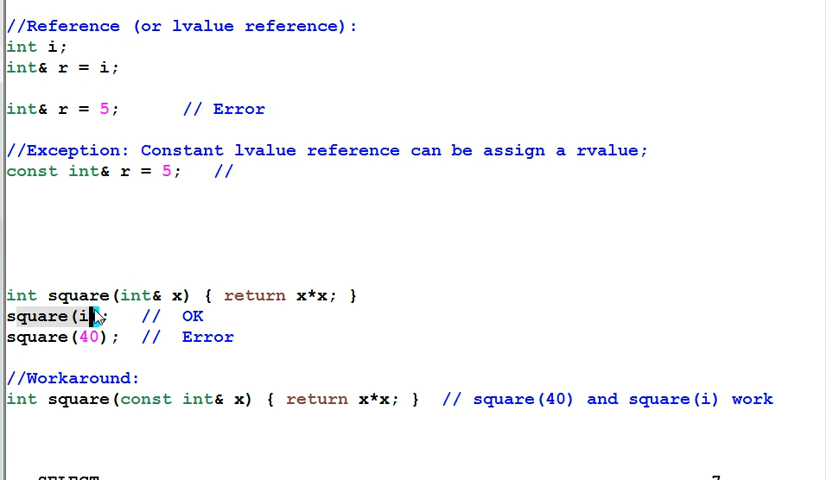 //Reference (or lvalue reference):
int i;
int& r = i;
int& r = 5;      // Error
//Exception: Constant lvalue reference can be assign a rvalue;
const int& r = 5;   //
int square(int& x) { return x*x; }
square(i);   //  OK
square(40);  //  Error
//Workaround:
int square(const int& x) { return x*x; }  // square(40) and square(i) work
SELECT